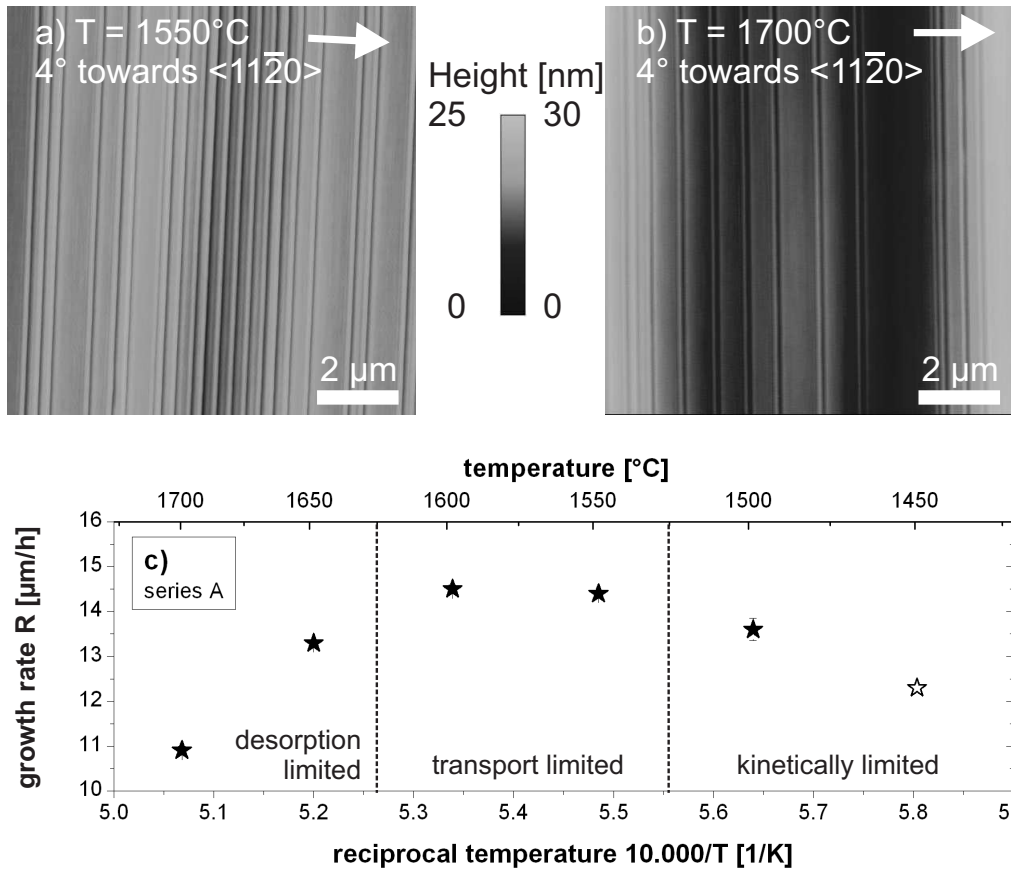 a) T = 1550°C
4° towards <112̅0>
2 µm
Height [nm]
25 30
0 0
b) T = 1700°C
4° towards <112̅0>
2 µm
temperature [°C]
1700 1650 1600 1550 1500 1450
growth rate R [µm/h]
16
15
14
13
12
11
10
c)
series A
desorption
limited
transport limited
kinetically limited
5.0 5.1 5.2 5.3 5.4 5.5 5.6 5.7 5.8 5
reciprocal temperature 10.000/T [1/K]